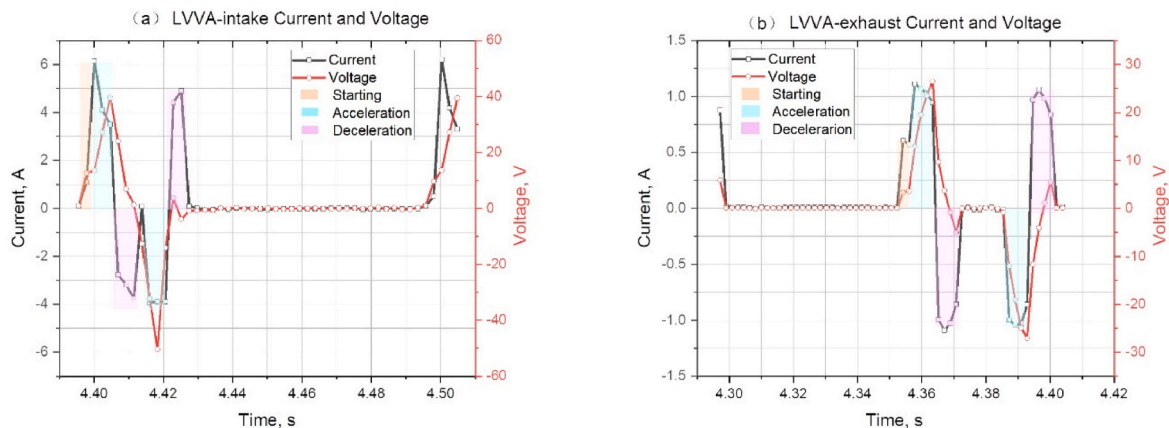 (a) LVVA-intake Current and Voltage
Current
Voltage
Starting
Acceleration
Deceleration
6
4
2
0
-2
-4
-6
60
40
20
0
-20
-40
-60
Current, A
Voltage, V
4.40
4.42
4.44
4.46
4.48
4.50
Time, s
(b) LVVA-exhaust Current and Voltage
Current
Voltage
Starting
Acceleration
Decelerarion
1.5
1.0
0.5
0.0
-0.5
-1.0
-1.5
30
20
10
0
-10
-20
-30
Current, A
Voltage, V
4.30
4.32
4.34
4.36
4.38
4.40
4.42
Time, s